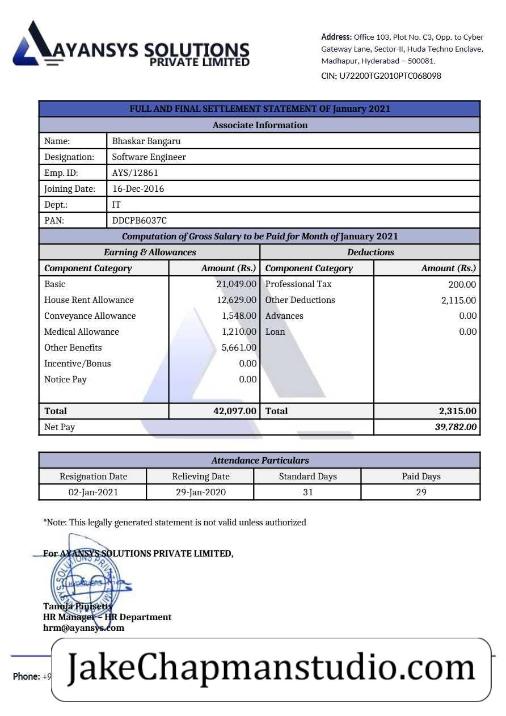 AYANSYS SOLUTIONS
PRIVATE LIMITED
Address: Office 103, Plot No. C3, Opp. to Cyber
Gateway Lane, Sector-II, Huda Techno Enclave,
Madhapur, Hyderabad – 500081.
CIN: U72200TG2010PTC068098
FULL AND FINAL SETTLEMENT STATEMENT OF January 2021
Associate Information
Name: Bhaskar Bangaru
Designation: Software Engineer
Emp. ID: AYS/12861
Joining Date: 16-Dec-2016
Dept.: IT
PAN: DDCPB6037C
Computation of Gross Salary to be Paid for Month of January 2021
Earning & Allowances Deductions
Component Category Amount (Rs.) Component Category Amount (Rs.)
Basic 21,049.00 Professional Tax 200.00
House Rent Allowance 12,629.00 Other Deductions 2,115.00
Conveyance Allowance 1,548.00 Advances 0.00
Medical Allowance 1,210.00 Loan 0.00
Other Benefits 5,661.00
Incentive/Bonus 0.00
Notice Pay 0.00
Total 42,097.00 Total 2,315.00
Net Pay 39,782.00
Attendance Particulars
Resignation Date Relieving Date Standard Days Paid Days
02-Jan-2021 29-Jan-2020 31 29
*Note: This legally generated statement is not valid unless authorized
For AYANSYS SOLUTIONS PRIVATE LIMITED,
Tanuja
HR Manager – HR Department
hrm@ayansys.com
Phone: +9
JakeChapmanstudio.com